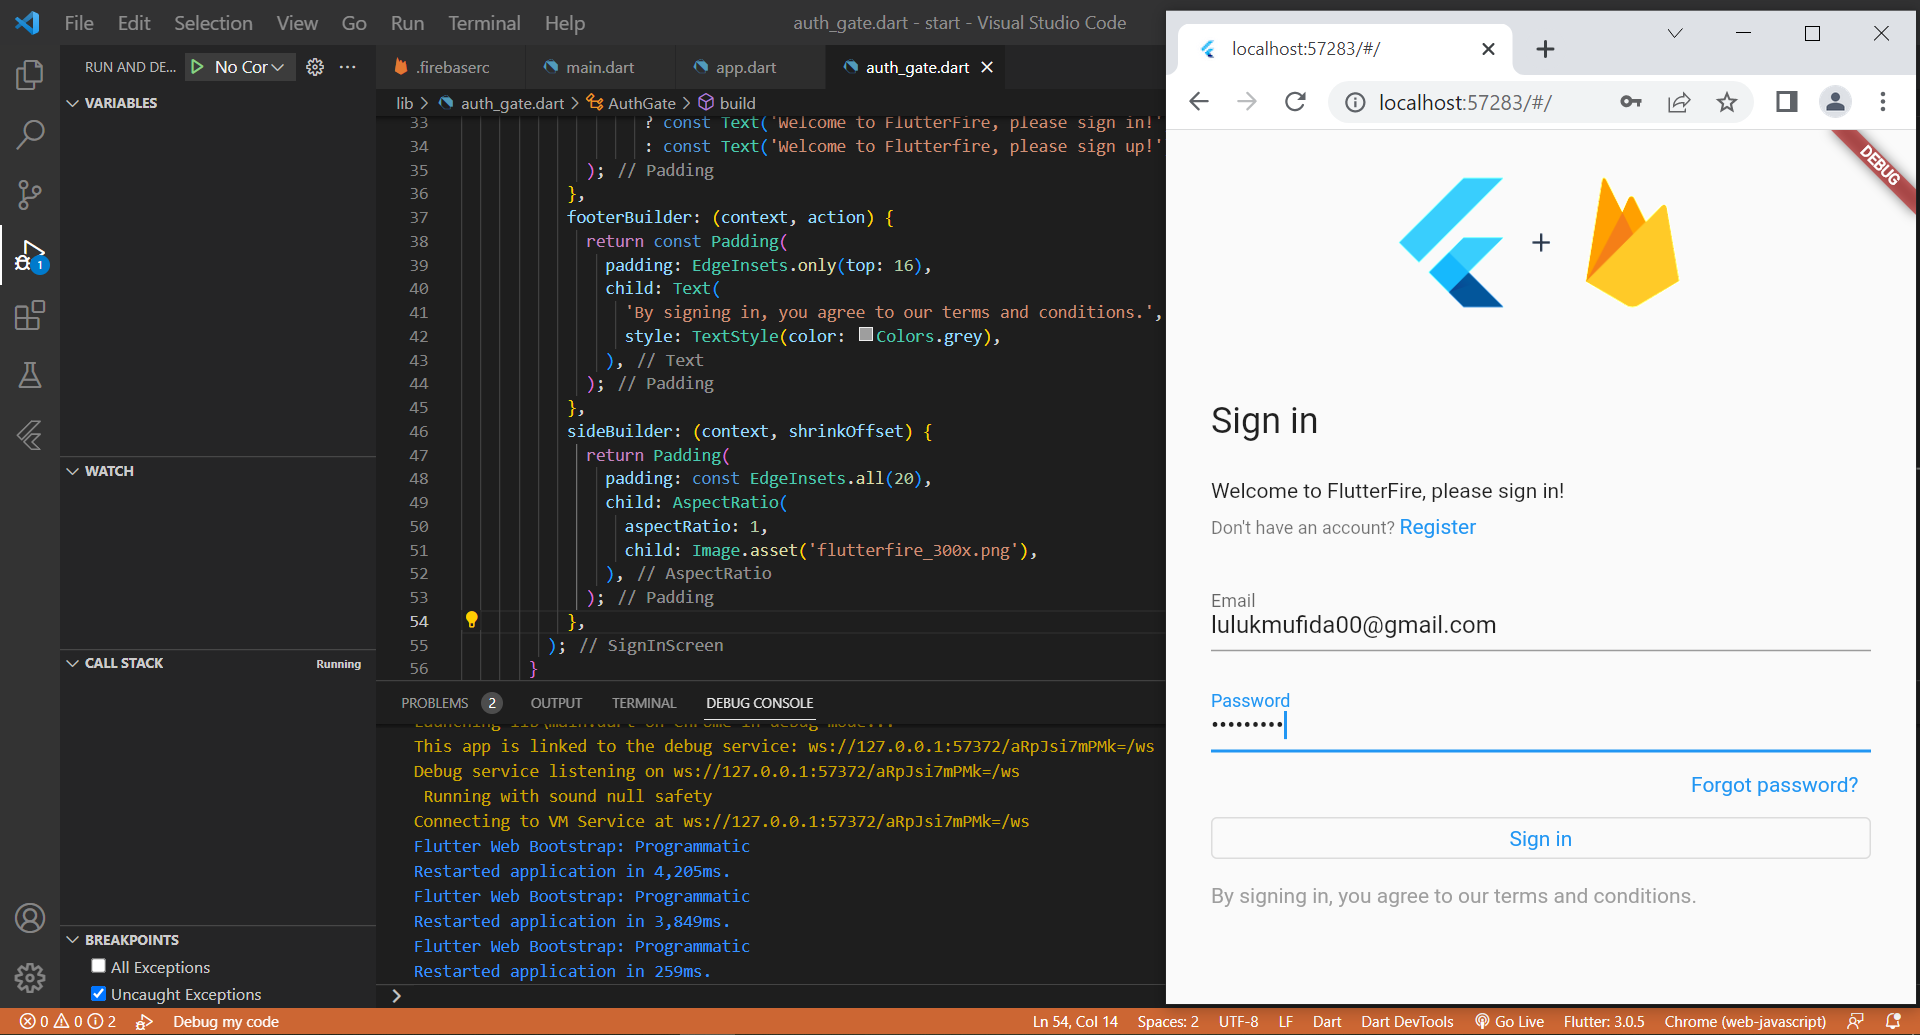 File Edit Selection View Go Run Terminal Help
auth_gate.dart - start - Visual Studio Code
RUN AND DE... No Cor
.firebaserc main.dart app.dart auth_gate.dart
lib > auth_gate.dart > AuthGate > build
VARIABLES
WATCH
CALL STACK Running
BREAKPOINTS
All Exceptions
Uncaught Exceptions
1
33 ? const Text('Welcome to FlutterFire, please sign in!'
34 : const Text('Welcome to Flutterfire, please sign up!'
35 ); // Padding
36 },
37 footerBuilder: (context, action) {
38 return const Padding(
39 padding: EdgeInsets.only(top: 16),
40 child: Text(
41 'By signing in, you agree to our terms and conditions.',
42 style: TextStyle(color: Colors.grey),
43 ), // Text
44 ); // Padding
45 },
46 sideBuilder: (context, shrinkOffset) {
47 return Padding(
48 padding: const EdgeInsets.all(20),
49 child: AspectRatio(
50 aspectRatio: 1,
51 child: Image.asset('flutterfire_300x.png'),
52 ), // AspectRatio
53 ); // Padding
54 },
55 ); // SignInScreen
56 }
PROBLEMS 2 OUTPUT TERMINAL DEBUG CONSOLE
Launching lib\main.dart on Chrome in debug mode...
This app is linked to the debug service: ws://127.0.0.1:57372/aRpJsi7mPMk=/ws
Debug service listening on ws://127.0.0.1:57372/aRpJsi7mPMk=/ws
Running with sound null safety
Connecting to VM Service at ws://127.0.0.1:57372/aRpJsi7mPMk=/ws
Flutter Web Bootstrap: Programmatic
Restarted application in 4,205ms.
Flutter Web Bootstrap: Programmatic
Restarted application in 3,849ms.
Flutter Web Bootstrap: Programmatic
Restarted application in 259ms.
>
0 0 2 Debug my code
Ln 54, Col 14 Spaces: 2 UTF-8 LF Dart Dart DevTools Go Live Flutter: 3.0.5 Chrome (web-javascript)
localhost:57283/#/
localhost:57283/#/
DEBUG
+
Sign in
Welcome to FlutterFire, please sign in!
Don't have an account? Register
Email
lulukmufida00@gmail.com
Password
•••••••••
Forgot password?
Sign in
By signing in, you agree to our terms and conditions.